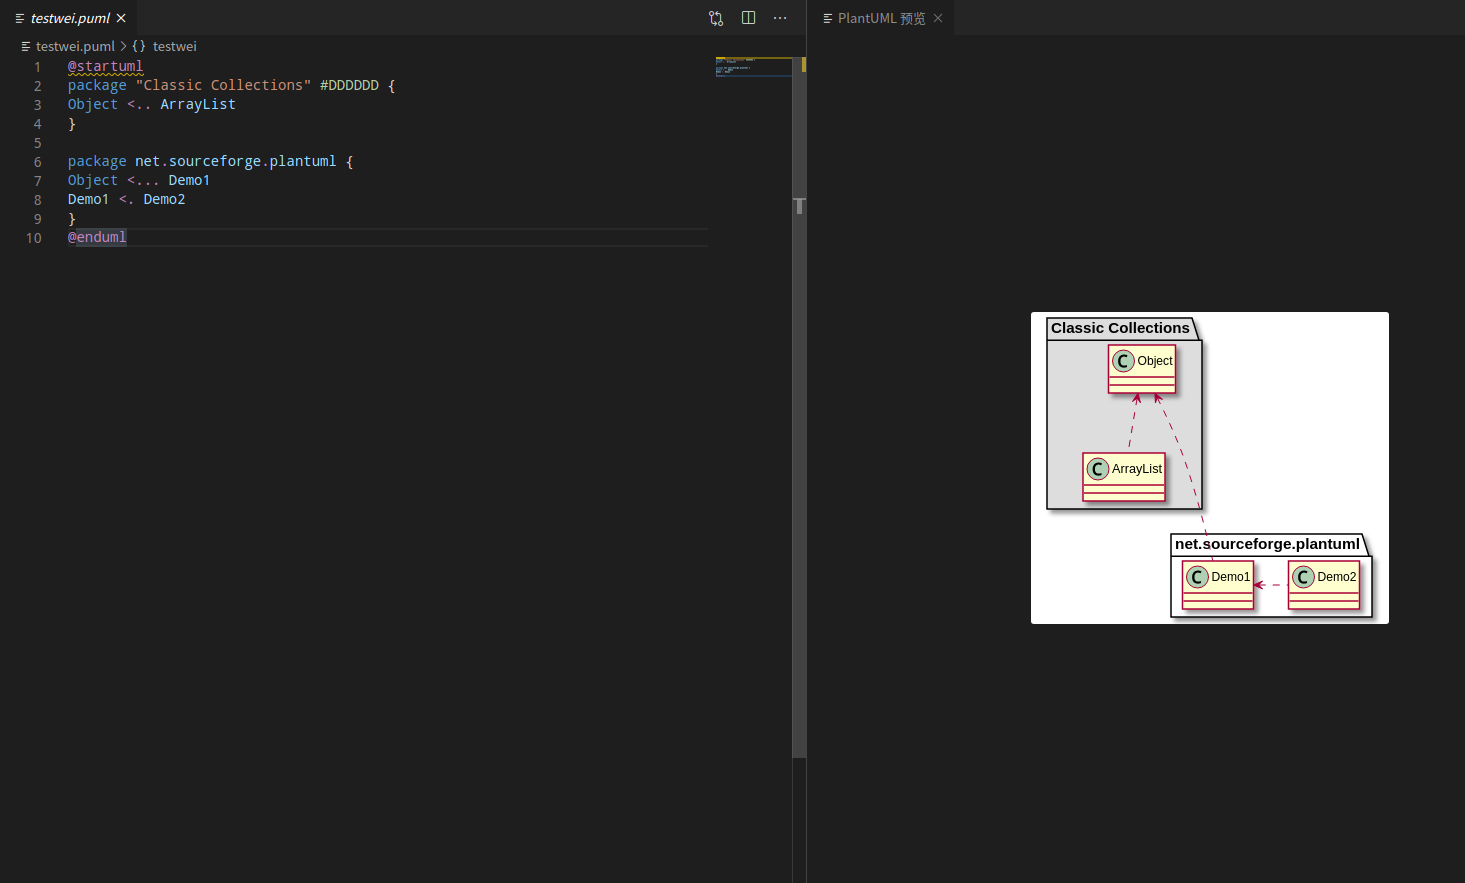 testwei.puml
PlantUML 预览
testwei.puml > {} testwei
1 @startuml
2 package "Classic Collections" #DDDDDD {
3 Object <.. ArrayList
4 }
5
6 package net.sourceforge.plantuml {
7 Object <... Demo1
8 Demo1 <. Demo2
9 }
10 @enduml
Classic Collections
C Object
C ArrayList
net.sourceforge.plantuml
C Demo1
C Demo2